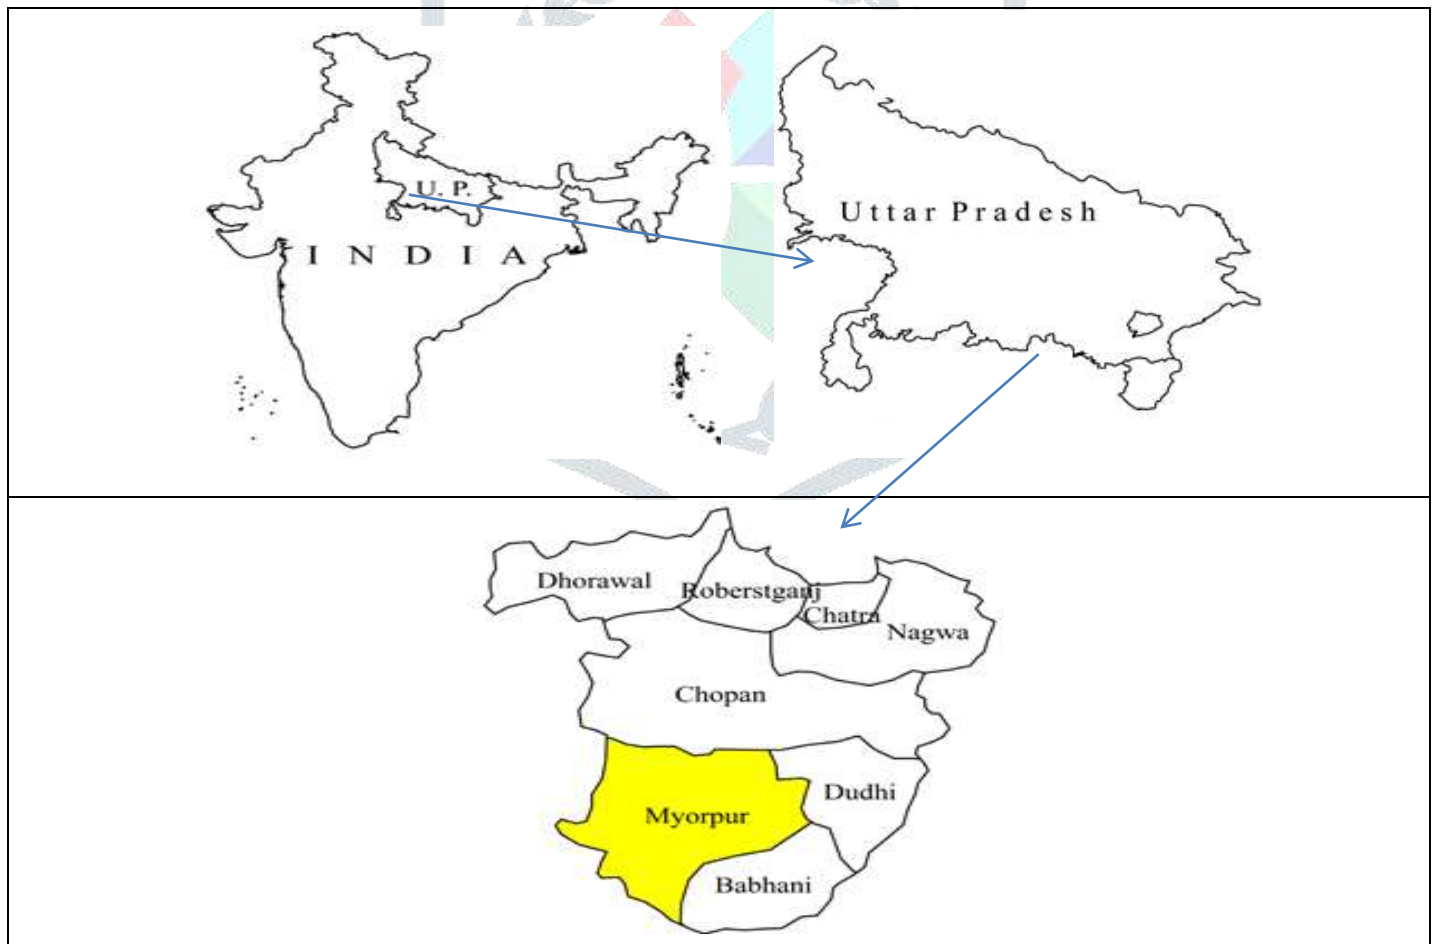 U. P.
I N D I A
Uttar Pradesh
Dhorawal
Roberstganj
Chatra
Nagwa
Chopan
Dudhi
Myorpur
Babhani